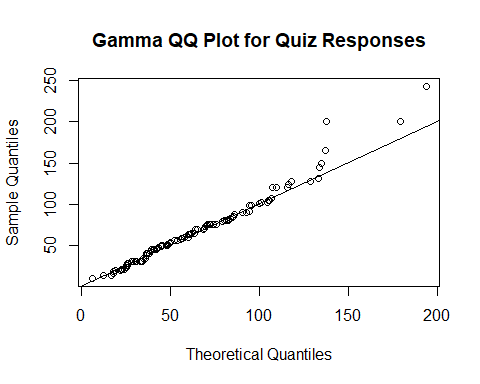 Gamma QQ Plot for Quiz Responses
250
200
150
100
50
Sample Quantiles
0 50 100 150 200
Theoretical Quantiles